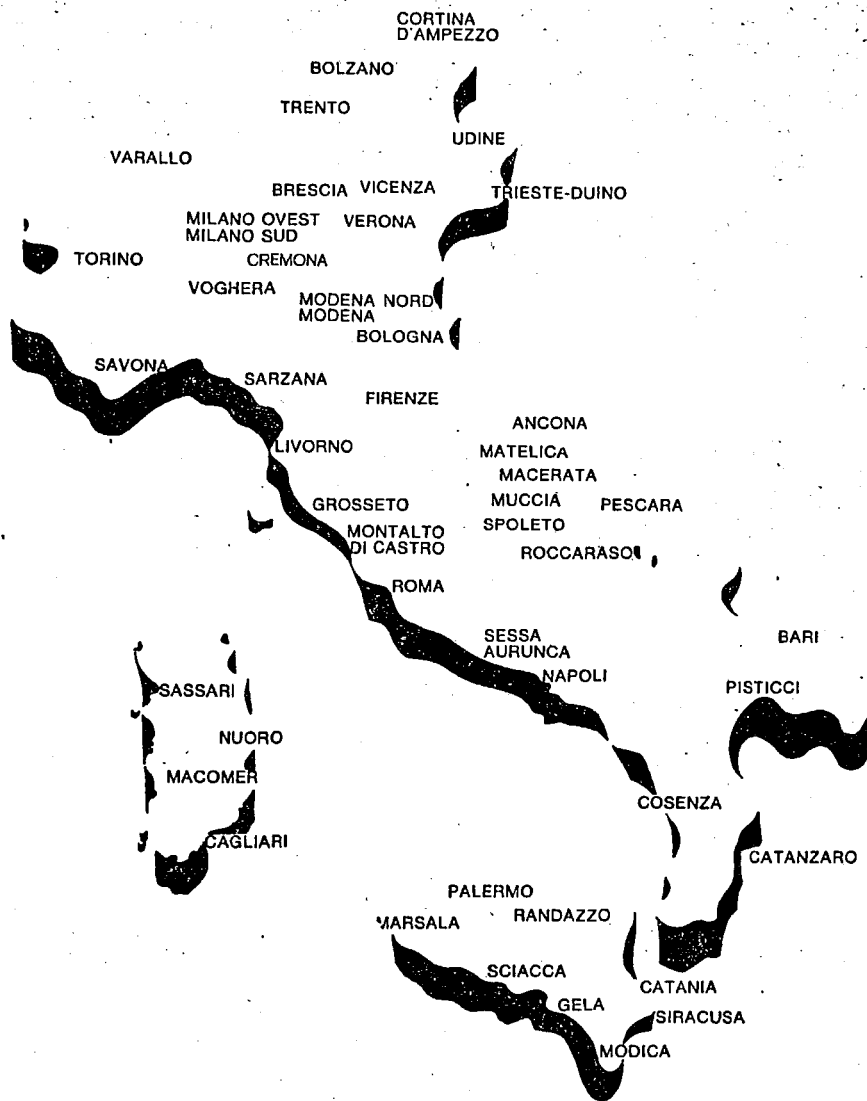 CORTINA
D'AMPEZZO
BOLZANO
TRENTO
UDINE
VARALLO
BRESCIA
VICENZA
TRIESTE-DUINO
MILANO OVEST
MILANO SUD
VERONA
TORINO
CREMONA
VOGHERA
MODENA NORD
MODENA
BOLOGNA
SAVONA
SARZANA
FIRENZE
ANCONA
LIVORNO
MATELICA
MACERATA
GROSSETO
MUCCIA
PESCARA
MONTALTO
DI CASTRO
SPOLETO
ROCCARASO
ROMA
SESSA
AURUNCA
BARI
NAPOLI
SASSARI
PISTICCI
NUORO
MACOMER
COSENZA
CAGLIARI
CATANZARO
PALERMO
MARSALA
RANDAZZO
SCIACCA
CATANIA
GELA
SIRACUSA
MODICA